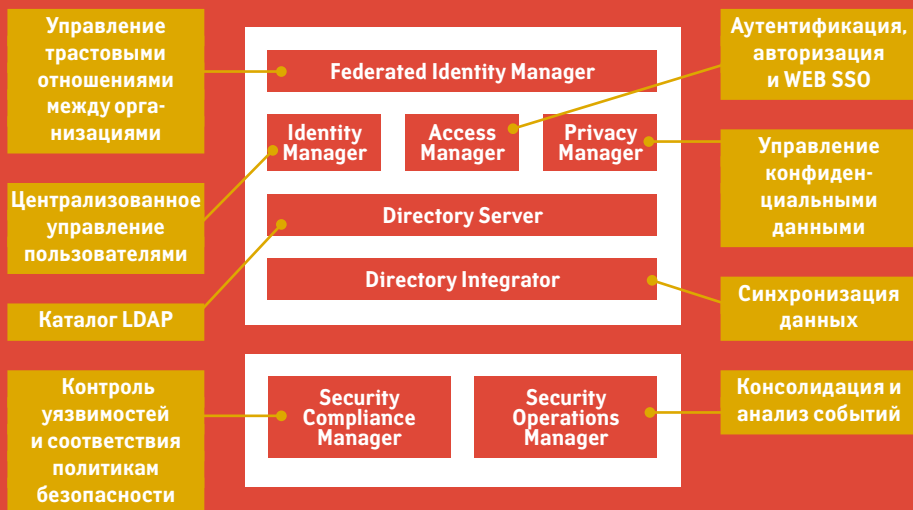 Управление
трастовыми
отношениями
между орга-
низациями
Централизованное
управление
пользователями
Каталог LDAP
Контроль
уязвимостей
и соответствия
политикам
безопасности
Federated Identity Manager
Identity
Manager
Access
Manager
Privacy
Manager
Directory Server
Directory Integrator
Security
Compliance
Manager
Security
Operations
Manager
Аутентификация,
авторизация
и WEB SSO
Управление
конфиден-
циальными
данными
Синхронизация
данных
Консолидация и
анализ событий